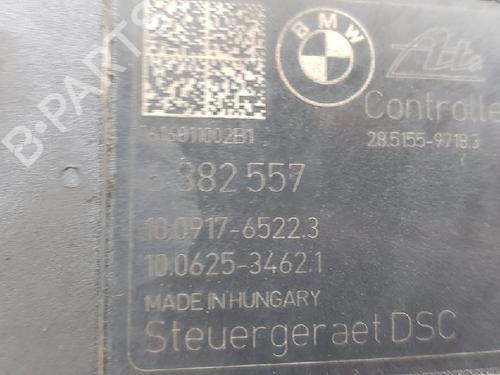 BMW
Ate
Controlle
28.5155-9718.3
382 557
10.0917-6522.3
10.0625-3462.1
MADE IN HUNGARY
Steuergeraet DSC